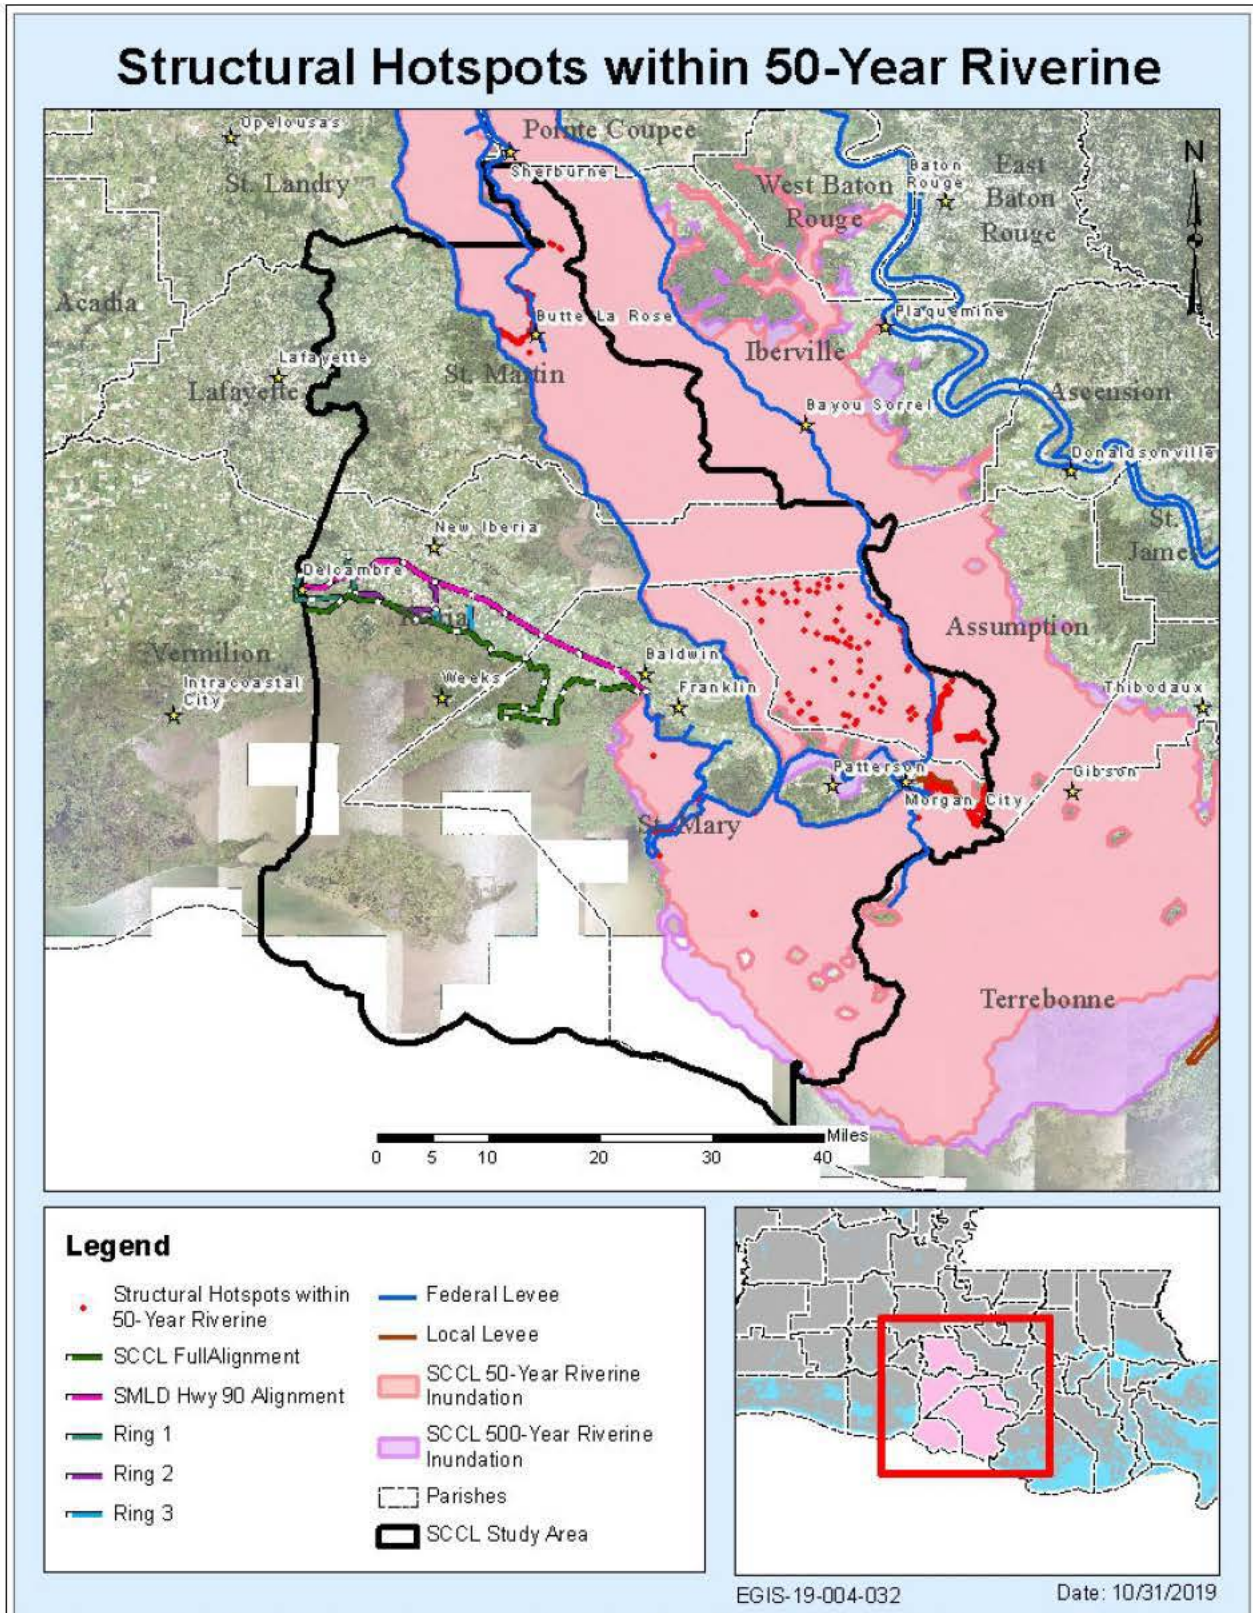 Structural Hotspots within 50-Year Riverine
Opelousas
Pointe Coupee
Sherburne
St. Landry
West Baton
Rouge
Baton
Rouge
East
Baton
Rouge
N
Acadia
Butte La Rose
Plaquemine
Lafayette
Lafayette
St. Martin
Iberville
Ascension
Bayou Sorrel
Donaldsonville
St.
James
New Iberia
Delcambre
Assumption
Vermilion
Baldwin
Intracoastal
City
Weeks
Franklin
Thibodaux
Patterson
Gibson
Morgan City
St. Mary
Terrebonne
Miles
0 5 10 20 30 40
Legend
Structural Hotspots within
50-Year Riverine
SCCL FullAlignment
SMLD Hwy 90 Alignment
Ring 1
Ring 2
Ring 3
Federal Levee
Local Levee
SCCL 50-Year Riverine
Inundation
SCCL 500-Year Riverine
Inundation
Parishes
SCCL Study Area
EGIS-19-004-032
Date: 10/31/2019